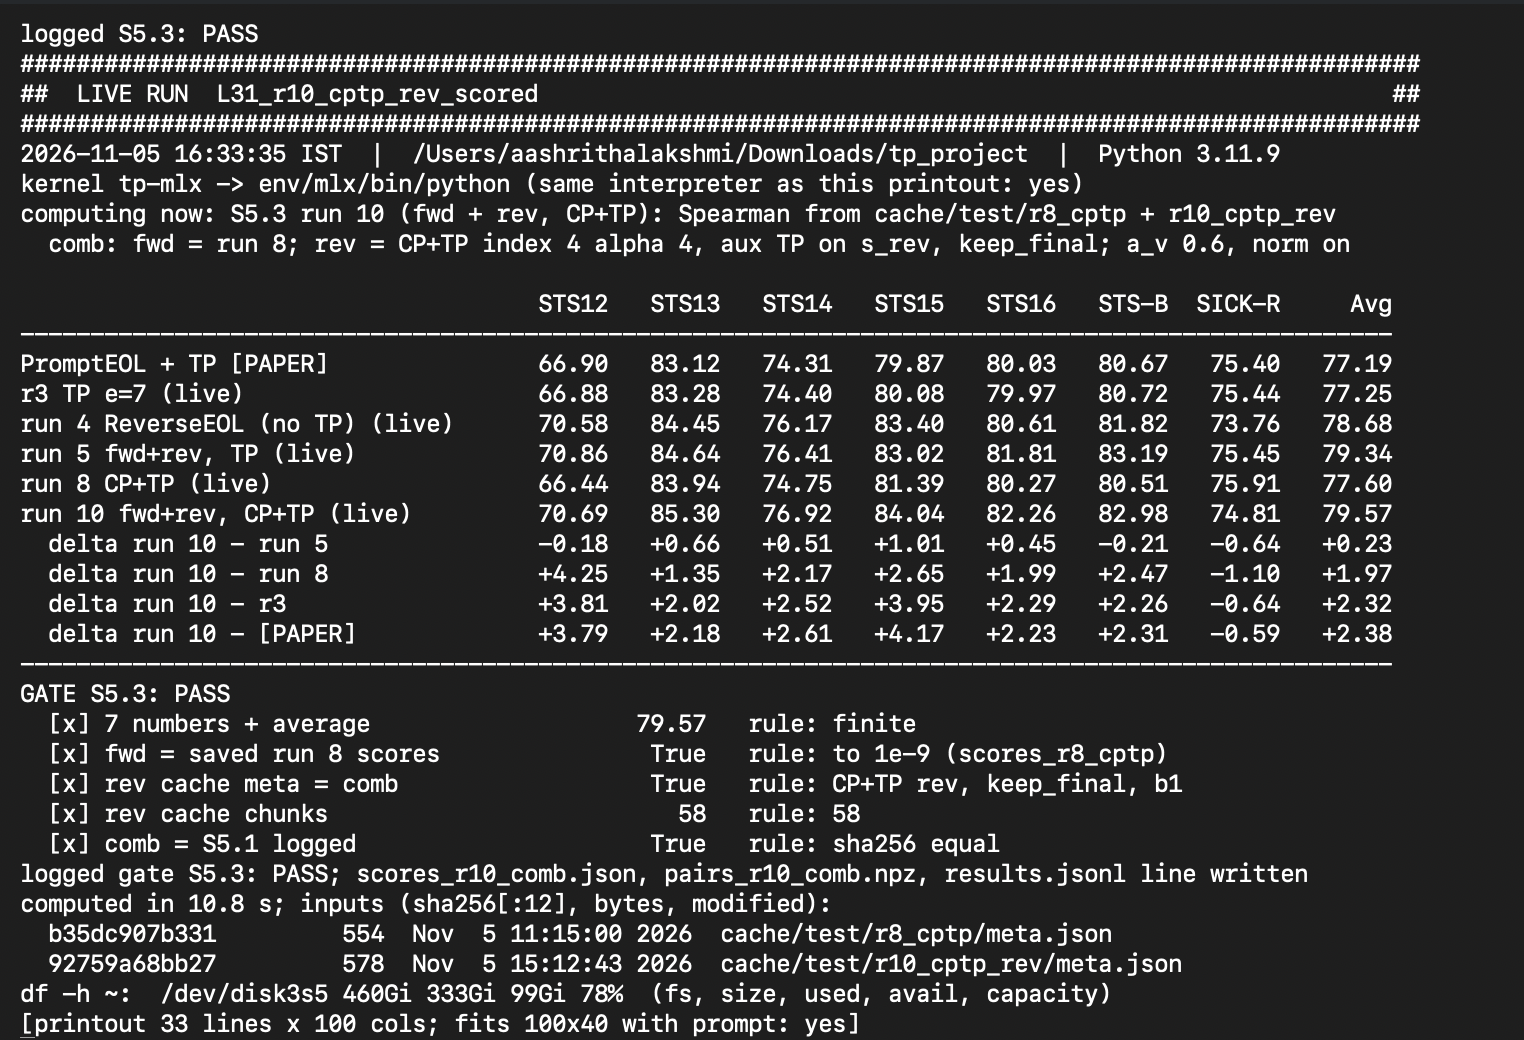 logged S5.3: PASS
####################################################################################################
##  LIVE RUN  L31_r10_cptp_rev_scored                                                             ##
####################################################################################################
2026-11-05 16:33:35 IST  |  /Users/aashrithalakshmi/Downloads/tp_project  |  Python 3.11.9
kernel tp-mlx -> env/mlx/bin/python (same interpreter as this printout: yes)
computing now: S5.3 run 10 (fwd + rev, CP+TP): Spearman from cache/test/r8_cptp + r10_cptp_rev
  comb: fwd = run 8; rev = CP+TP index 4 alpha 4, aux TP on s_rev, keep_final; a_v 0.6, norm on
                                     STS12   STS13   STS14   STS15   STS16   STS-B  SICK-R     Avg
──────────────────────────────────────────────────────────────────────────────────────────────────
PromptEOL + TP [PAPER]               66.90   83.12   74.31   79.87   80.03   80.67   75.40   77.19
r3 TP e=7 (live)                     66.88   83.28   74.40   80.08   79.97   80.72   75.44   77.25
run 4 ReverseEOL (no TP) (live)      70.58   84.45   76.17   83.40   80.61   81.82   73.76   78.68
run 5 fwd+rev, TP (live)             70.86   84.64   76.41   83.02   81.81   83.19   75.45   79.34
run 8 CP+TP (live)                   66.44   83.94   74.75   81.39   80.27   80.51   75.91   77.60
run 10 fwd+rev, CP+TP (live)         70.69   85.30   76.92   84.04   82.26   82.98   74.81   79.57
  delta run 10 - run 5               -0.18   +0.66   +0.51   +1.01   +0.45   -0.21   -0.64   +0.23
  delta run 10 - run 8               +4.25   +1.35   +2.17   +2.65   +1.99   +2.47   -1.10   +1.97
  delta run 10 - r3                  +3.81   +2.02   +2.52   +3.95   +2.29   +2.26   -0.64   +2.32
  delta run 10 - [PAPER]             +3.79   +2.18   +2.61   +4.17   +2.23   +2.31   -0.59   +2.38
──────────────────────────────────────────────────────────────────────────────────────────────────
GATE S5.3: PASS
  [x] 7 numbers + average                   79.57   rule: finite
  [x] fwd = saved run 8 scores               True   rule: to 1e-9 (scores_r8_cptp)
  [x] rev cache meta = comb                  True   rule: CP+TP rev, keep_final, b1
  [x] rev cache chunks                         58   rule: 58
  [x] comb = S5.1 logged                     True   rule: sha256 equal
logged gate S5.3: PASS; scores_r10_comb.json, pairs_r10_comb.npz, results.jsonl line written
computed in 10.8 s; inputs (sha256[:12], bytes, modified):
  b35dc907b331         554  Nov  5 11:15:00 2026  cache/test/r8_cptp/meta.json
  92759a68bb27         578  Nov  5 15:12:43 2026  cache/test/r10_cptp_rev/meta.json
df -h ~:  /dev/disk3s5 460Gi 333Gi 99Gi 78%  (fs, size, used, avail, capacity)
[printout 33 lines x 100 cols; fits 100x40 with prompt: yes]